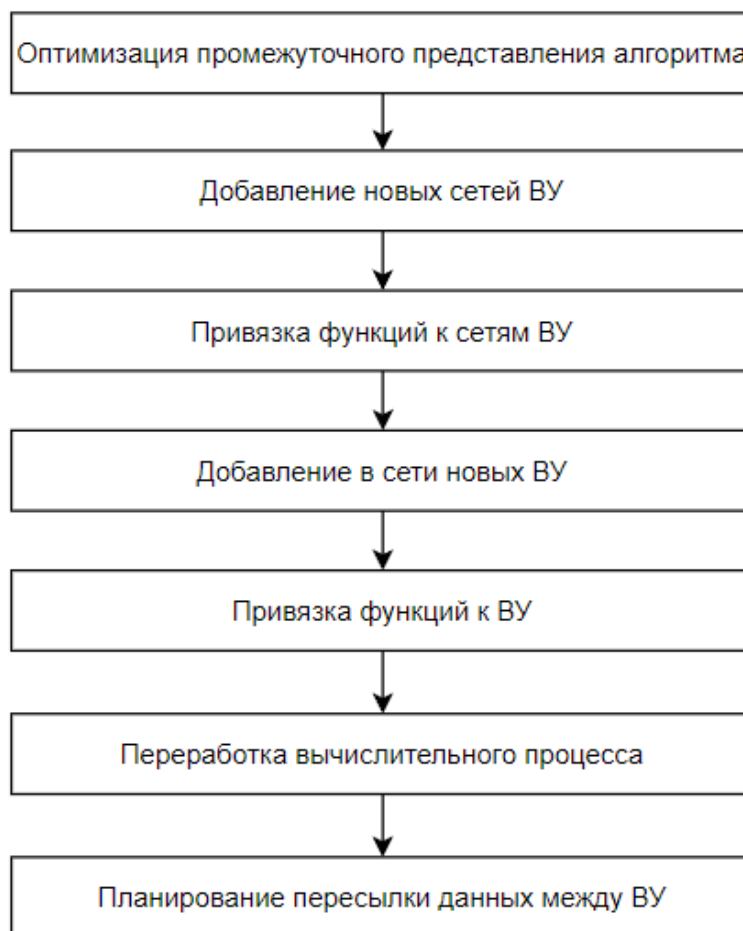 Оптимизация промежуточного представления алгоритма
Добавление новых сетей ВУ
Привязка функций к сетям ВУ
Добавление в сети новых ВУ
Привязка функций к ВУ
Переработка вычислительного процесса
Планирование пересылки данных между ВУ